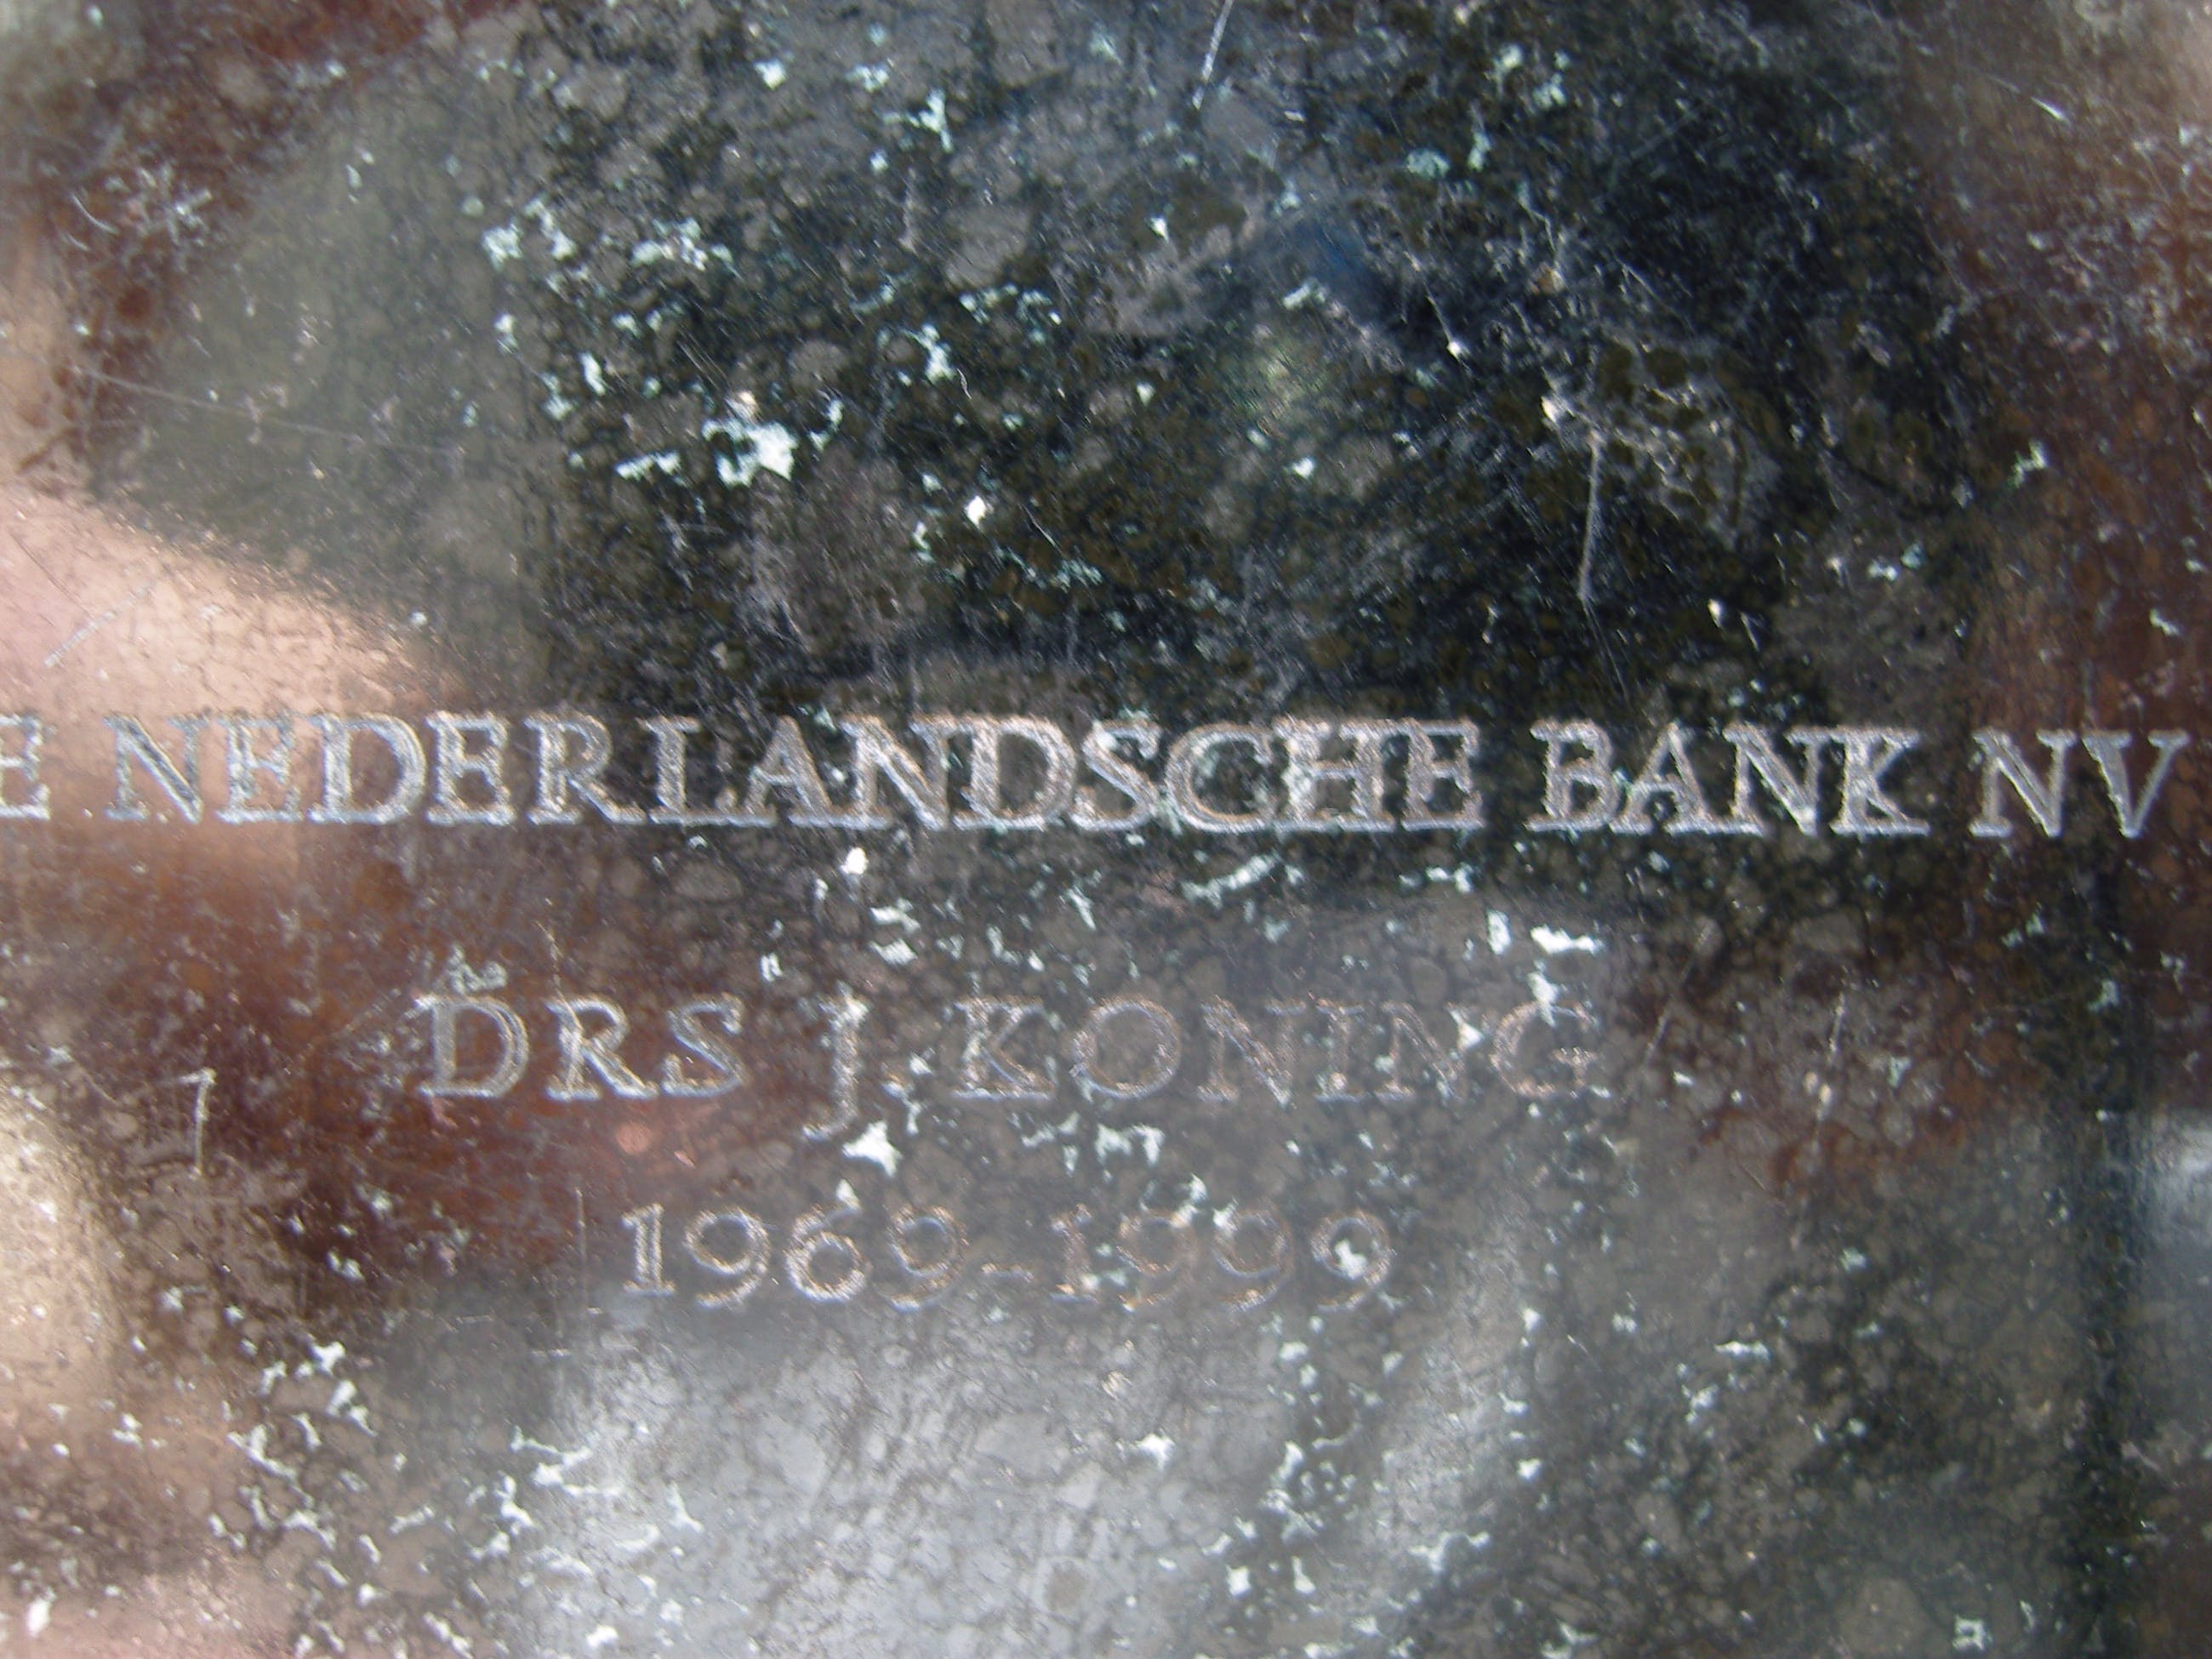 E NEDERLANDSCHE BANK NV
DRS J. KONING
1969-1999